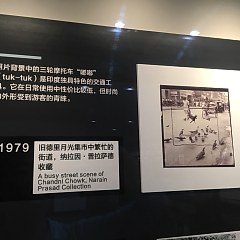 照片背景中的三轮摩托车“嘟嘟”
(tuk-tuk）是印度独具特色的交通工
具。它在日常使用中性价比极低，但时尚
的外形受到游客的青睐。
1979
旧德里月光集市中繁忙的
街道，纳拉因·普拉萨德
收藏
A busy street scene of
Chandni Chowk, Narain
Prasad Collection